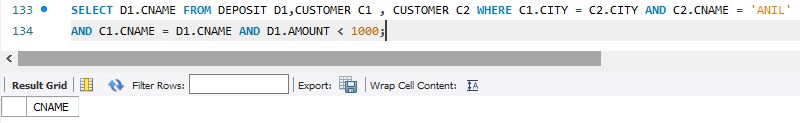 133 SELECT D1.CNAME FROM DEPOSIT D1,CUSTOMER C1 , CUSTOMER C2 WHERE C1.CITY = C2.CITY AND C2.CNAME = 'ANIL'
134 AND C1.CNAME = D1.CNAME AND D1.AMOUNT < 1000;
Result Grid Filter Rows: Export: Wrap Cell Content:
CNAME